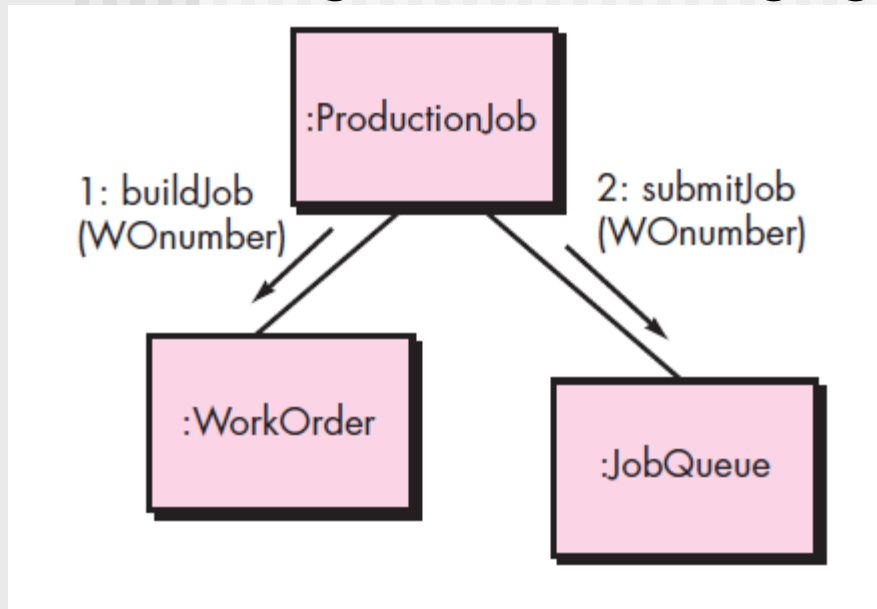 :ProductionJob
1: buildJob
(WOnumber)
2: submitJob
(WOnumber)
:WorkOrder
:JobQueue